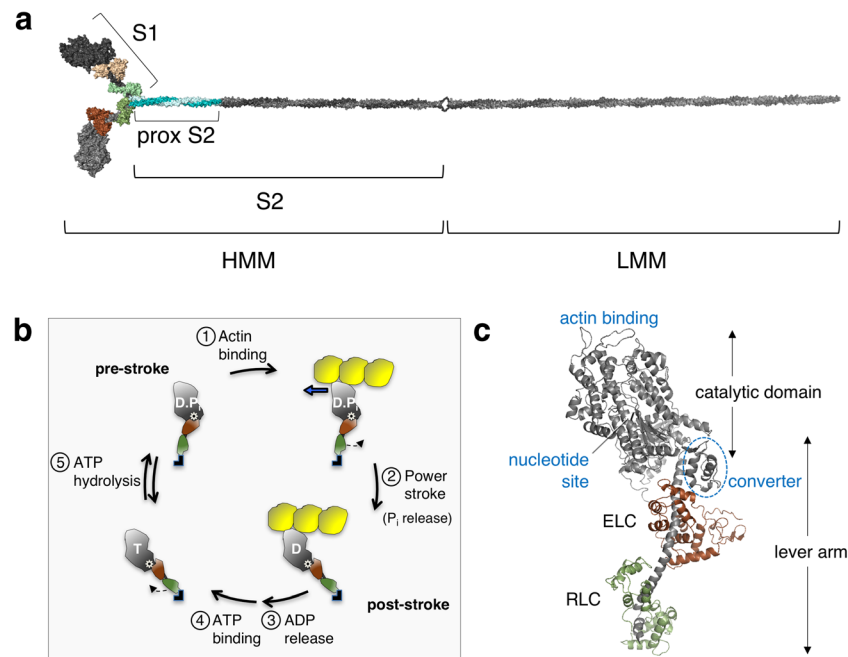 a
S1
prox S2
S2
HMM
LMM
b
① Actin
binding
pre-stroke
D.P
D.P
⑤ ATP
hydrolysis
② Power
stroke
(Pi release)
T
D
④ ATP
binding
③ ADP
release
post-stroke
c
actin binding
catalytic domain
nucleotide
site
converter
ELC
lever arm
RLC